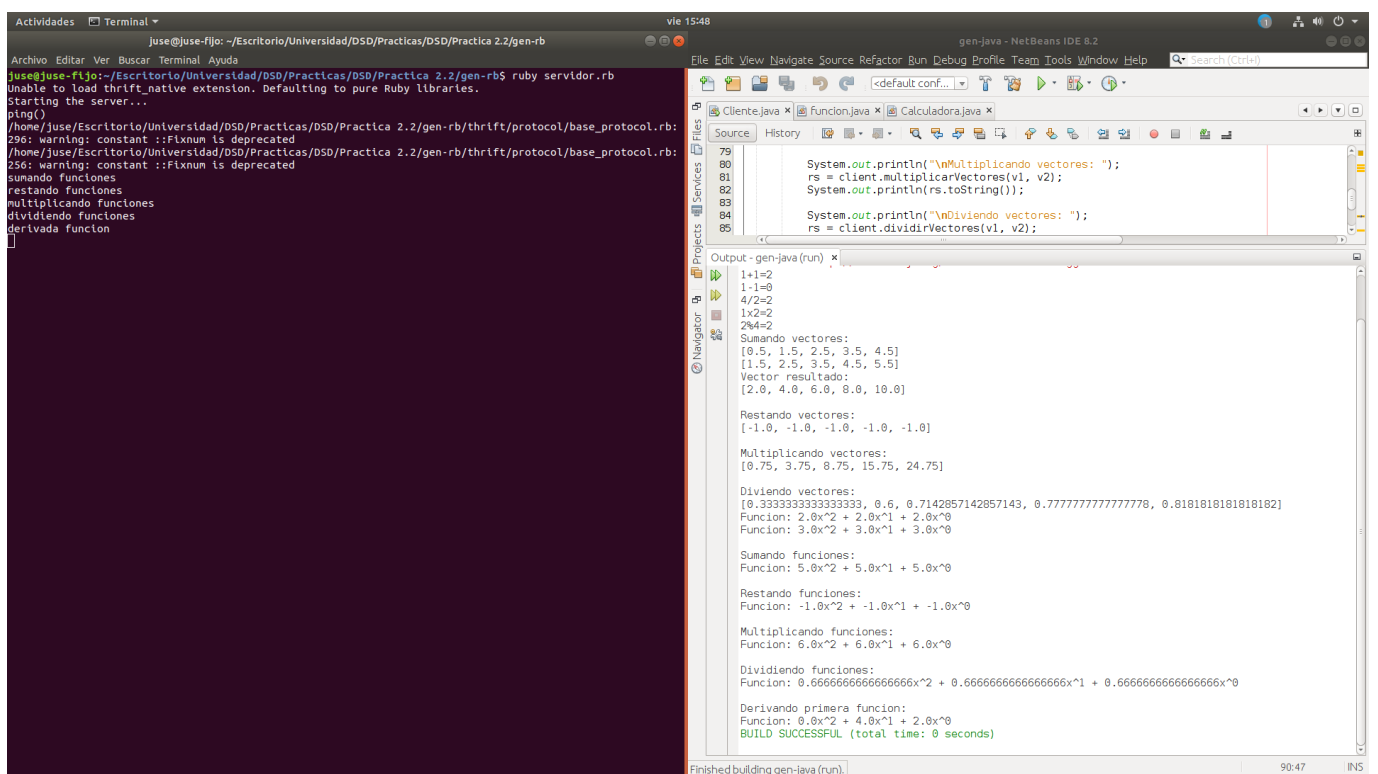 Actividades Terminal vie 15:48 1
juse@juse-fijo: ~/Escritorio/Universidad/DSD/Practicas/DSD/Practica 2.2/gen-rb
Archivo Editar Ver Buscar Terminal Ayuda
juse@juse-fijo:~/Escritorio/Universidad/DSD/Practicas/DSD/Practica 2.2/gen-rb$ ruby servidor.rb
Unable to load thrift_native extension. Defaulting to pure Ruby libraries.
Starting the server...
ping()
/home/juse/Escritorio/Universidad/DSD/Practicas/DSD/Practica 2.2/gen-rb/thrift/protocol/base_protocol.rb:
296: warning: constant ::Fixnum is deprecated
/home/juse/Escritorio/Universidad/DSD/Practicas/DSD/Practica 2.2/gen-rb/thrift/protocol/base_protocol.rb:
256: warning: constant ::Fixnum is deprecated
sumando funciones
restando funciones
multiplicando funciones
dividiendo funciones
derivada funcion
gen-java - NetBeans IDE 8.2
File Edit View Navigate Source Refactor Run Debug Profile Team Tools Window Help Search (Ctrl+I)
<default conf...
Cliente.java funcion.java Calculadora.java
Source History
Files
Services
Projects
Navigator
79
80 System.out.println("\nMultiplicando vectores: ");
81 rs = client.multiplicarVectores(v1, v2);
82 System.out.println(rs.toString());
83
84 System.out.println("\nDiviendo vectores: ");
85 rs = client.dividirVectores(v1, v2);
Output - gen-java (run)
1+1=2
1-1=0
4/2=2
1x2=2
2%4=2
Sumando vectores:
[0.5, 1.5, 2.5, 3.5, 4.5]
[1.5, 2.5, 3.5, 4.5, 5.5]
Vector resultado:
[2.0, 4.0, 6.0, 8.0, 10.0]
Restando vectores:
[-1.0, -1.0, -1.0, -1.0, -1.0]
Multiplicando vectores:
[0.75, 3.75, 8.75, 15.75, 24.75]
Diviendo vectores:
[0.3333333333333333, 0.6, 0.7142857142857143, 0.7777777777777778, 0.8181818181818182]
Funcion: 2.0x^2 + 2.0x^1 + 2.0x^0
Funcion: 3.0x^2 + 3.0x^1 + 3.0x^0
Sumando funciones:
Funcion: 5.0x^2 + 5.0x^1 + 5.0x^0
Restando funciones:
Funcion: -1.0x^2 + -1.0x^1 + -1.0x^0
Multiplicando funciones:
Funcion: 6.0x^2 + 6.0x^1 + 6.0x^0
Dividiendo funciones:
Funcion: 0.6666666666666666x^2 + 0.6666666666666666x^1 + 0.6666666666666666x^0
Derivando primera funcion:
Funcion: 0.0x^2 + 4.0x^1 + 2.0x^0
BUILD SUCCESSFUL (total time: 0 seconds)
Finished building gen-java (run). 90:47 INS